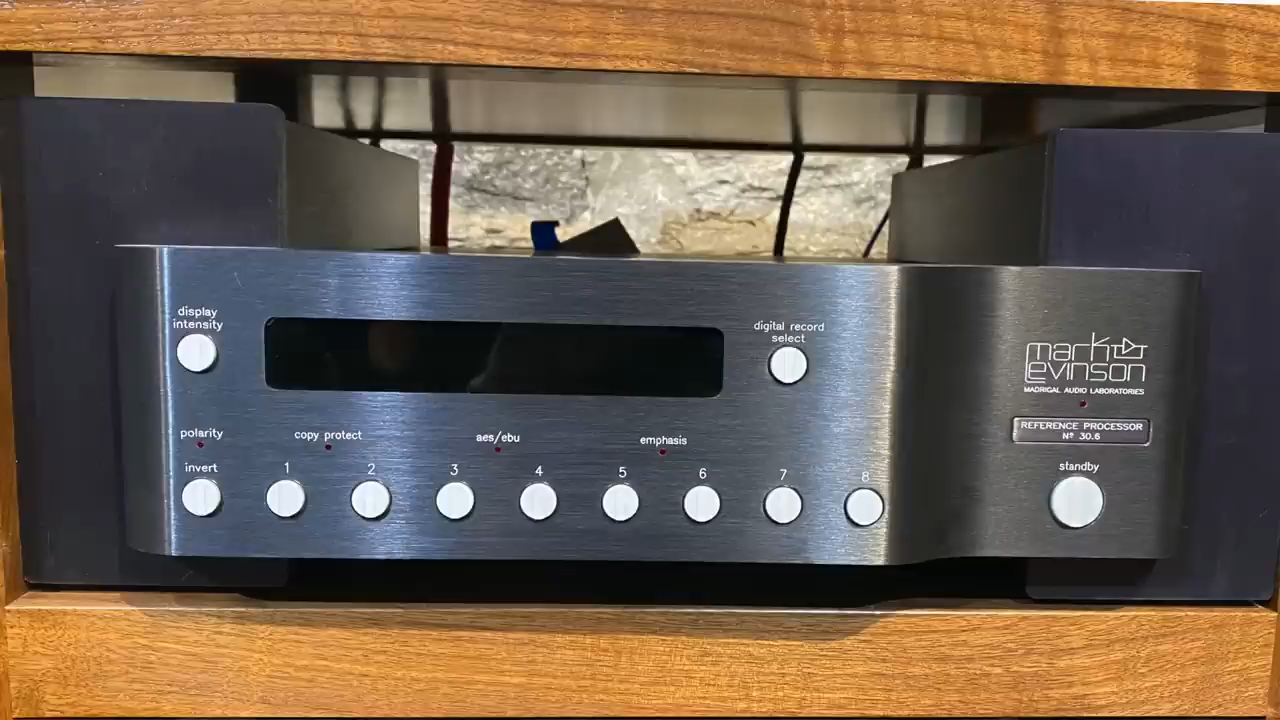 display
intensity
digital record
select
mark
levinson
MADRIGAL AUDIO LABORATORIES
REFERENCE PROCESSOR
Nº 30.6
polarity
copy protect
aes/ebu
emphasis
invert
1
2
3
4
5
6
7
8
standby